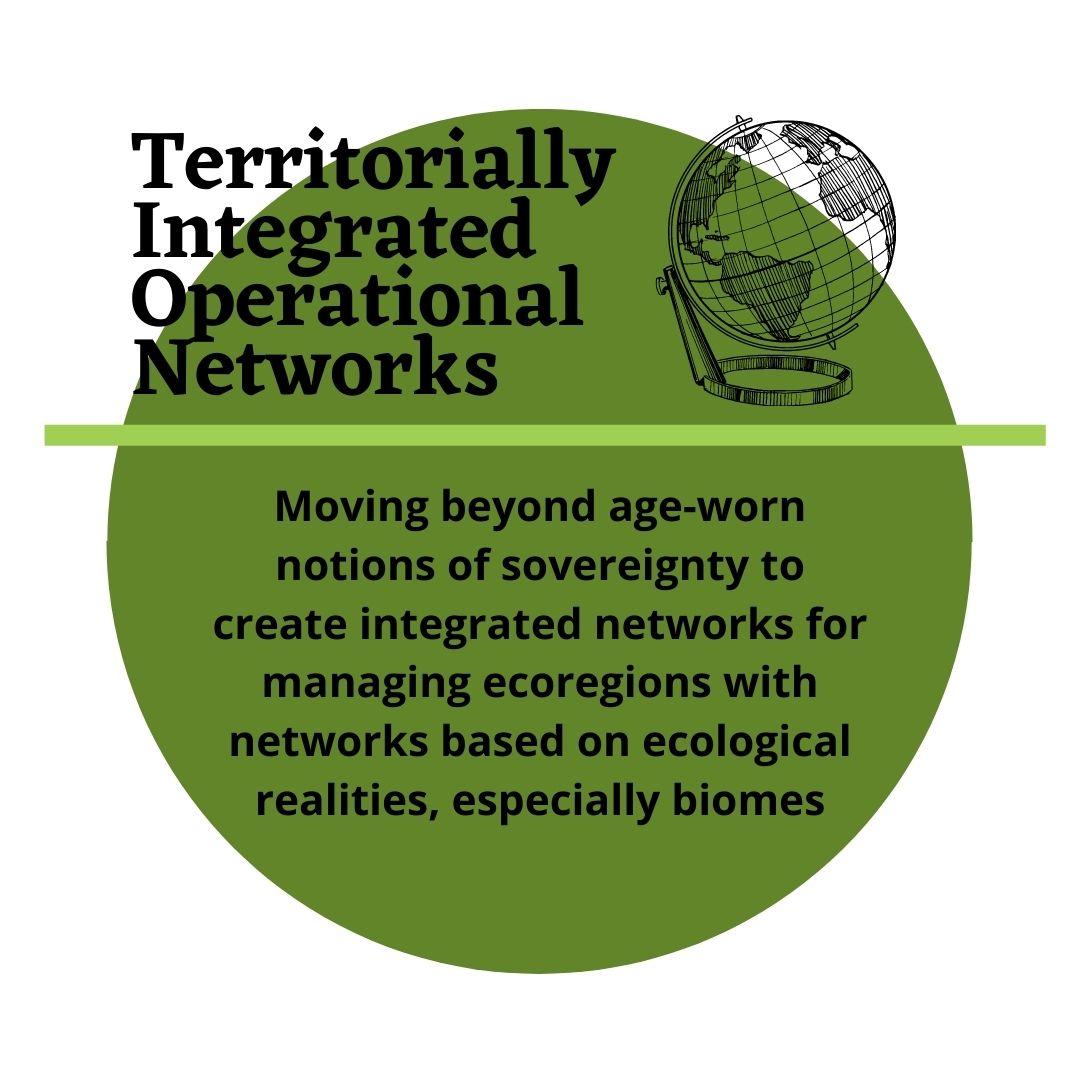 Territorially
Integrated
Operational
Networks
Moving beyond age-worn
notions of sovereignty to
create integrated networks for
managing ecoregions with
networks based on ecological
realities, especially biomes